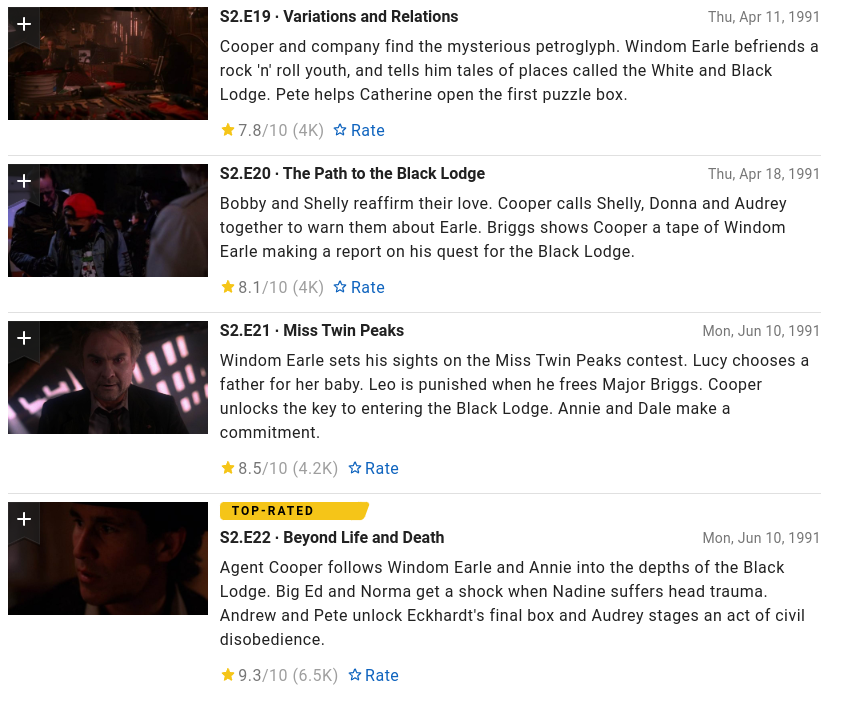 S2.E19 · Variations and Relations Thu, Apr 11, 1991
Cooper and company find the mysterious petroglyph. Windom Earle befriends a
rock 'n' roll youth, and tells him tales of places called the White and Black
Lodge. Pete helps Catherine open the first puzzle box.
7.8/10 (4K) Rate
S2.E20 · The Path to the Black Lodge Thu, Apr 18, 1991
Bobby and Shelly reaffirm their love. Cooper calls Shelly, Donna and Audrey
together to warn them about Earle. Briggs shows Cooper a tape of Windom
Earle making a report on his quest for the Black Lodge.
8.1/10 (4K) Rate
S2.E21 · Miss Twin Peaks Mon, Jun 10, 1991
Windom Earle sets his sights on the Miss Twin Peaks contest. Lucy chooses a
father for her baby. Leo is punished when he frees Major Briggs. Cooper
unlocks the key to entering the Black Lodge. Annie and Dale make a
commitment.
8.5/10 (4.2K) Rate
TOP-RATED
S2.E22 · Beyond Life and Death Mon, Jun 10, 1991
Agent Cooper follows Windom Earle and Annie into the depths of the Black
Lodge. Big Ed and Norma get a shock when Nadine suffers head trauma.
Andrew and Pete unlock Eckhardt's final box and Audrey stages an act of civil
disobedience.
9.3/10 (6.5K) Rate